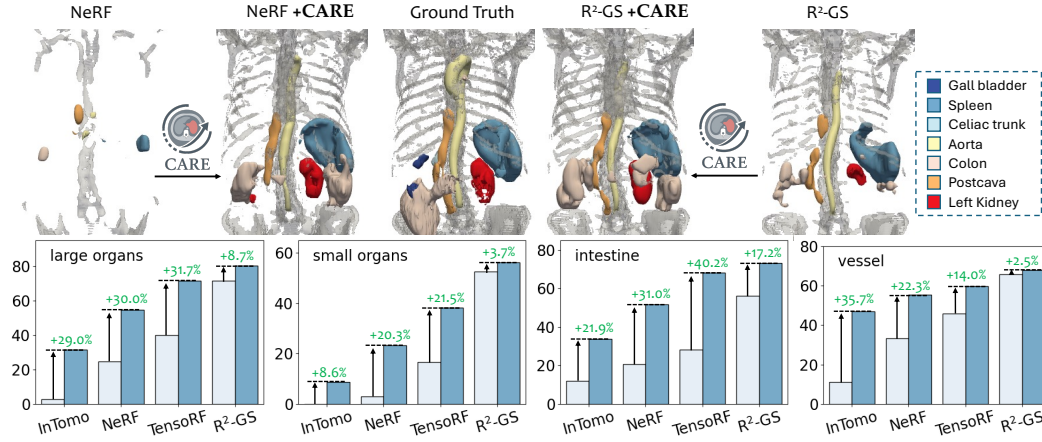 NeRF
NeRF +CARE
Ground Truth
R²-GS +CARE
R²-GS
CARE
CARE
Gall bladder
Spleen
Celiac trunk
Aorta
Colon
Postcava
Left Kidney
large organs
80
60
40
20
0
+29.0%
+30.0%
+31.7%
+8.7%
InTomo
NeRF
TensoRF
R²-GS
small organs
60
40
20
0
+8.6%
+20.3%
+21.5%
+3.7%
InTomo
NeRF
TensoRF
R²-GS
intestine
80
60
40
20
0
+21.9%
+31.0%
+40.2%
+17.2%
InTomo
NeRF
TensoRF
R²-GS
vessel
80
60
40
20
0
+35.7%
+22.3%
+14.0%
+2.5%
InTomo
NeRF
TensoRF
R²-GS